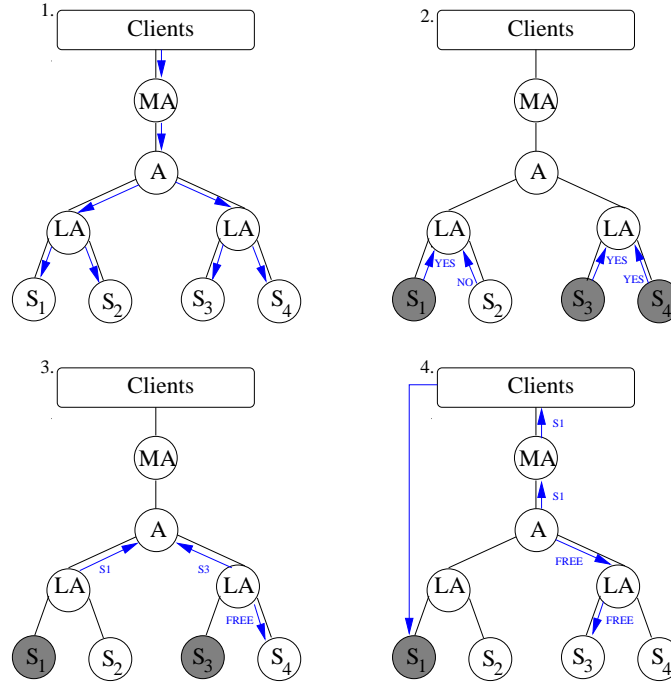 1.
Clients
MA
A
LA
LA
S1
S2
S3
S4
2.
Clients
MA
A
LA
LA
YES
NO
YES
YES
S1
S2
S3
S4
3.
Clients
MA
A
S1
S3
LA
LA
FREE
S1
S2
S3
S4
4.
Clients
S1
MA
S1
A
FREE
LA
LA
FREE
S1
S2
S3
S4